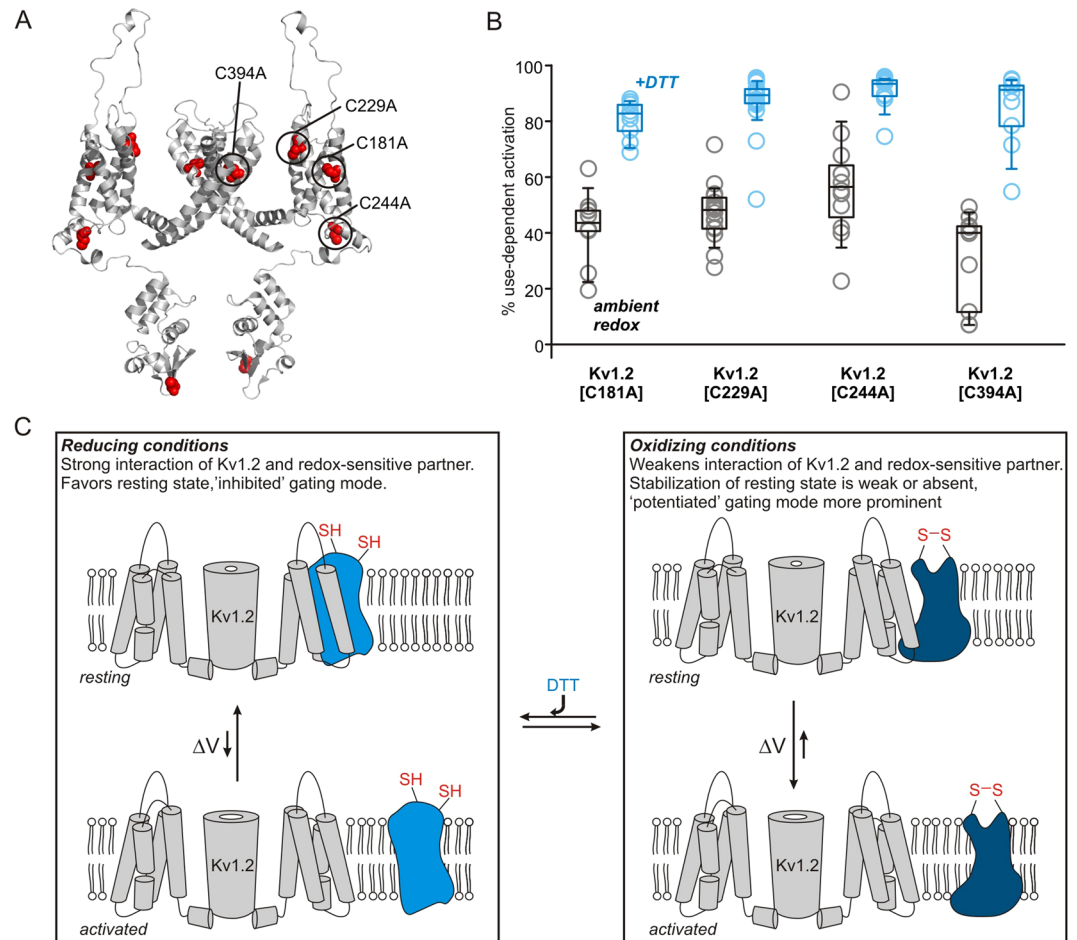 A
C394A
C229A
C181A
C244A
B
% use-dependent activation
100
80
60
40
20
0
+DTT
ambient
redox
Kv1.2
[C181A]
Kv1.2
[C229A]
Kv1.2
[C244A]
Kv1.2
[C394A]
C
Reducing conditions
Strong interaction of Kv1.2 and redox-sensitive partner.
Favors resting state,'inhibited' gating mode.
SH
SH
Kv1.2
resting
ΔV
SH
SH
Kv1.2
activated
DTT
Oxidizing conditions
Weakens interaction of Kv1.2 and redox-sensitive partner.
Stabilization of resting state is weak or absent,
'potentiated' gating mode more prominent
S–S
Kv1.2
resting
ΔV
S–S
Kv1.2
activated